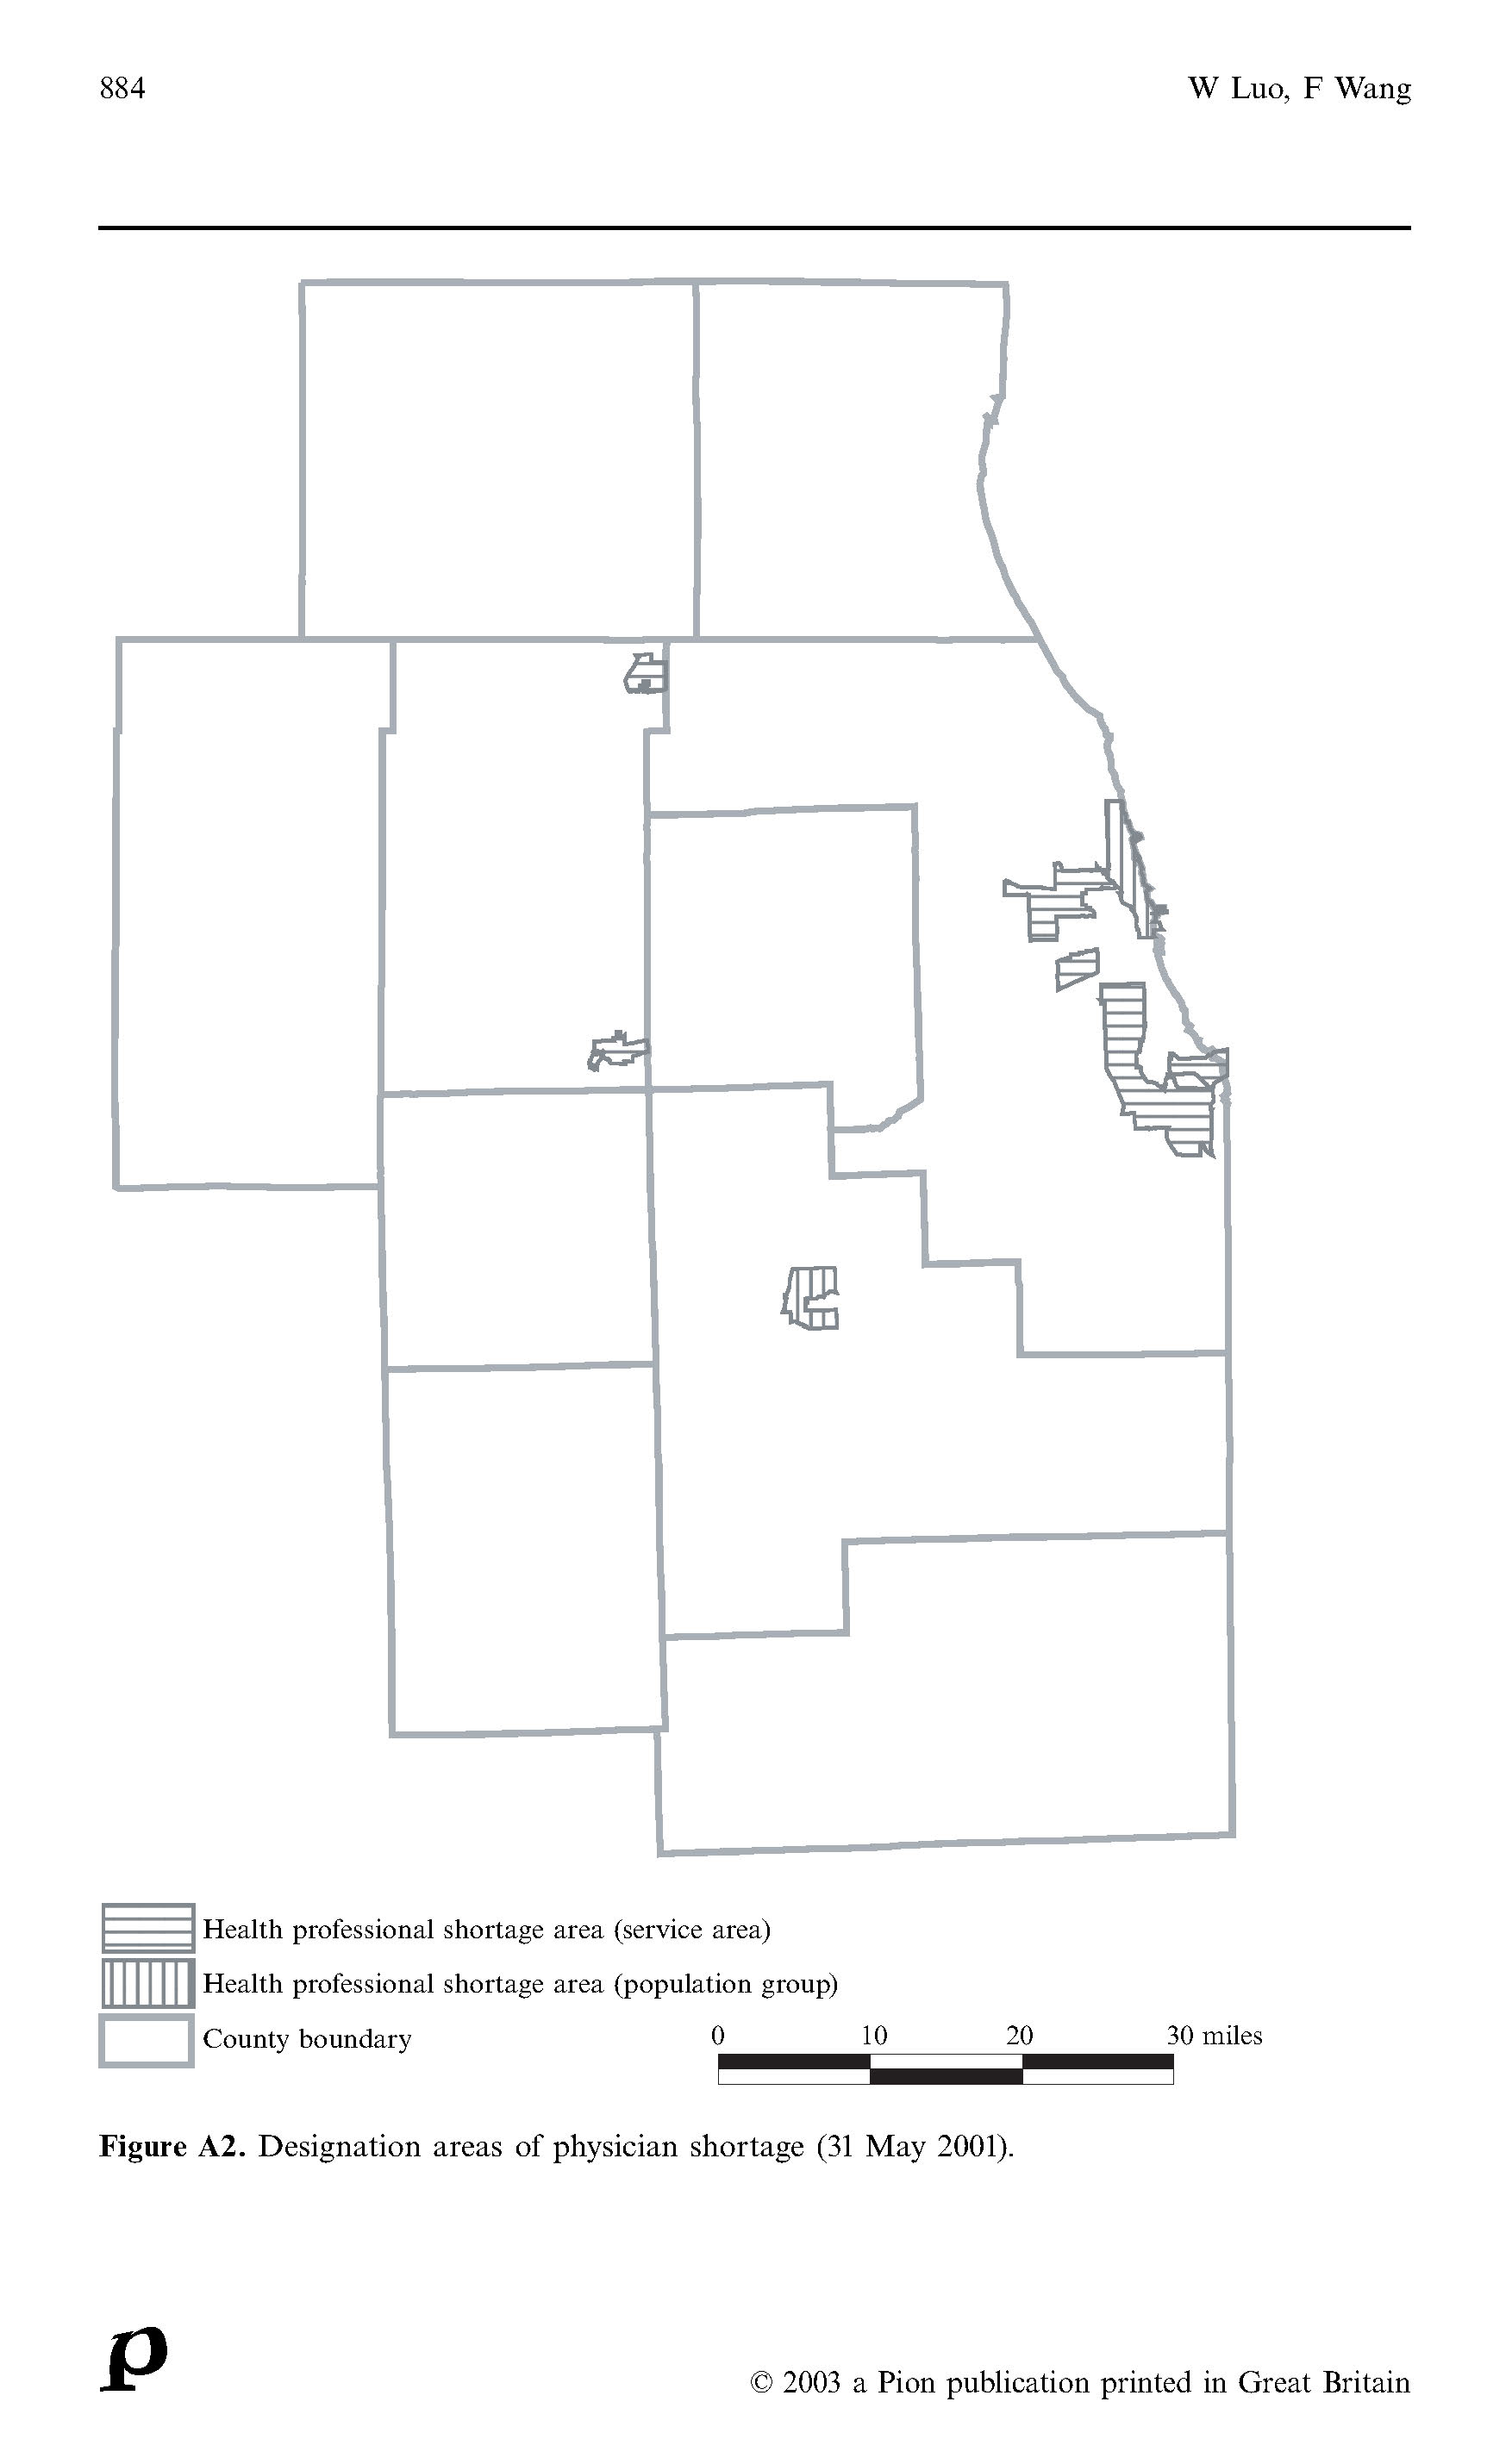 884
W Luo, F Wang
Health professional shortage area (service area)
Health professional shortage area (population group)
County boundary
0 10 20 30 miles
Figure A2. Designation areas of physician shortage (31 May 2001).
p
© 2003 a Pion publication printed in Great Britain